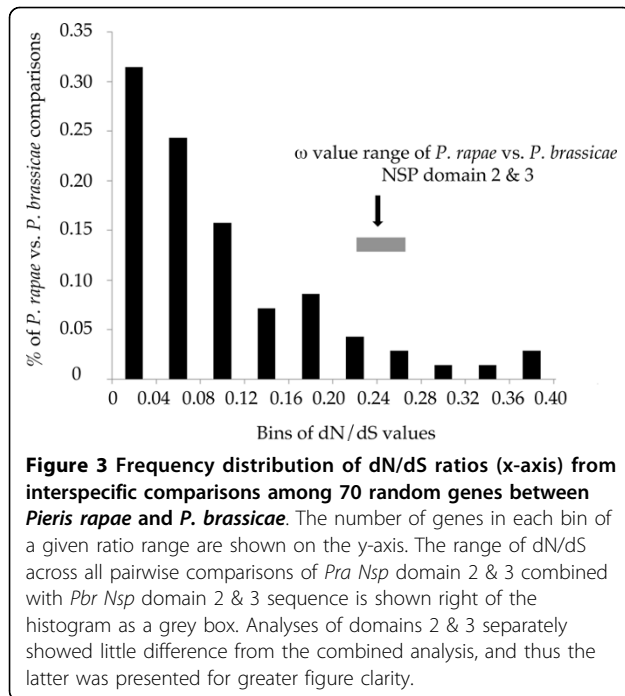 0.35
0.30
0.25
0.20
0.15
0.10
0.05
0
% of P. rapae vs. P. brassicae comparisons
ω value range of P. rapae vs. P. brassicae
NSP domain 2 & 3
0 0.04 0.08 0.12 0.16 0.20 0.24 0.28 0.32 0.36 0.40
Bins of dN/dS values
Figure 3 Frequency distribution of dN/dS ratios (x-axis) from
interspecific comparisons among 70 random genes between
Pieris rapae and P. brassicae. The number of genes in each bin of
a given ratio range are shown on the y-axis. The range of dN/dS
across all pairwise comparisons of Pra Nsp domain 2 & 3 combined
with Pbr Nsp domain 2 & 3 sequence is shown right of the
histogram as a grey box. Analyses of domains 2 & 3 separately
showed little difference from the combined analysis, and thus the
latter was presented for greater figure clarity.